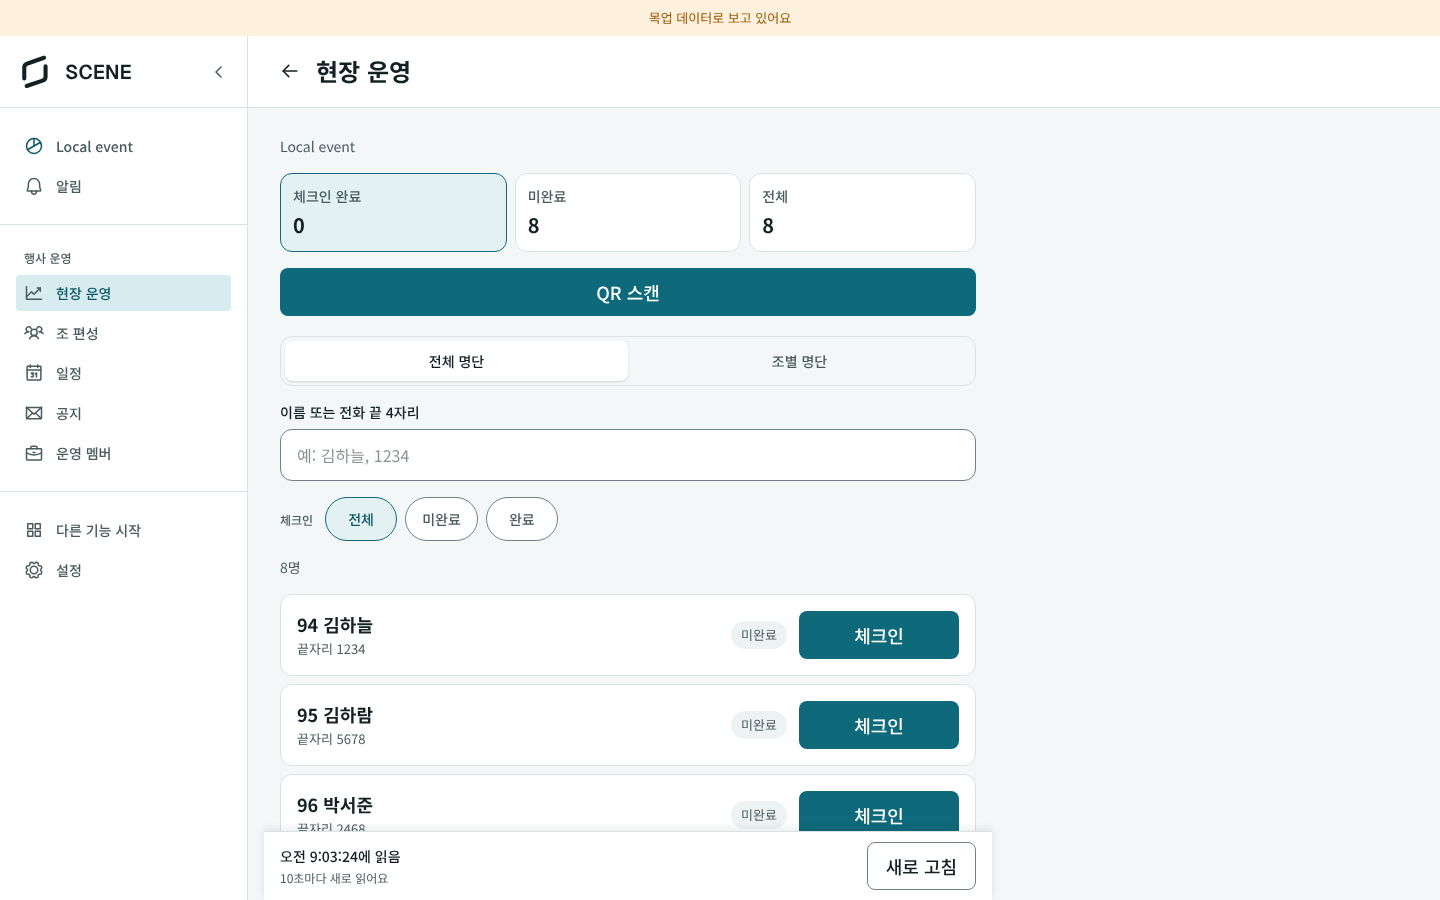 목업 데이터로 보고 있어요
SCENE
현장 운영
Local event
알림
행사 운영
현장 운영
조 편성
31
일정
공지
운영 멤버
다른 기능 시작
설정
Local event
체크인 완료
0
미완료
8
전체
8
QR 스캔
전체 명단
조별 명단
이름 또는 전화 끝 4자리
예: 김하늘, 1234
체크인
전체
미완료
완료
8명
94 김하늘
끝자리 1234
미완료
체크인
95 김하람
끝자리 5678
미완료
체크인
96 박서준
끝자리 2468
미완료
체크인
오전 9:03:24에 읽음
10초마다 새로 읽어요
새로 고침